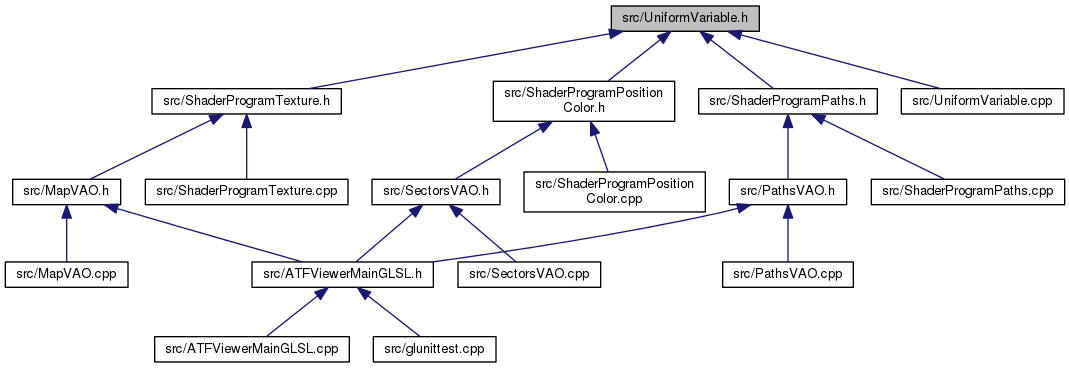 src/UniformVariable.h
src/ShaderProgramTexture.h
src/ShaderProgramPosition
Color.h
src/ShaderProgramPaths.h
src/UniformVariable.cpp
src/MapVAO.h
src/ShaderProgramTexture.cpp
src/SectorsVAO.h
src/ShaderProgramPosition
Color.cpp
src/PathsVAO.h
src/ShaderProgramPaths.cpp
src/MapVAO.cpp
src/ATFViewerMainGLSL.h
src/SectorsVAO.cpp
src/PathsVAO.cpp
src/ATFViewerMainGLSL.cpp
src/glunittest.cpp